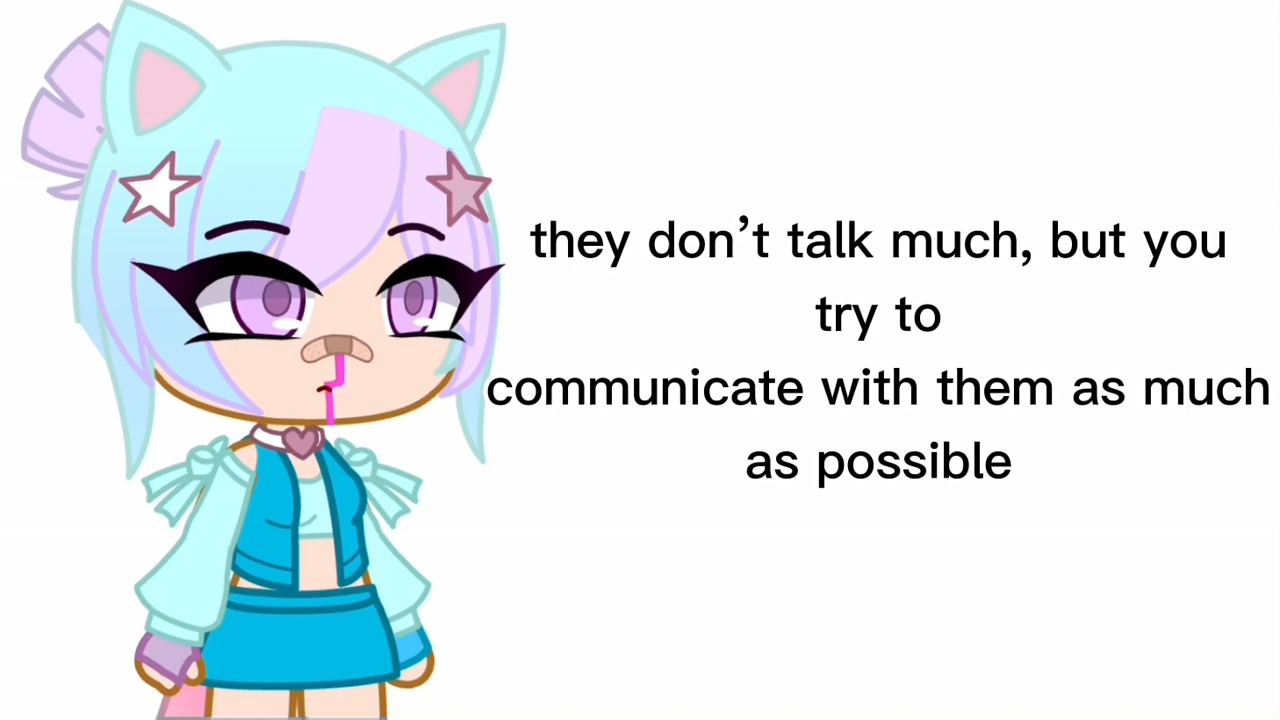 they don’t talk much, but you
try to
communicate with them as much
as possible